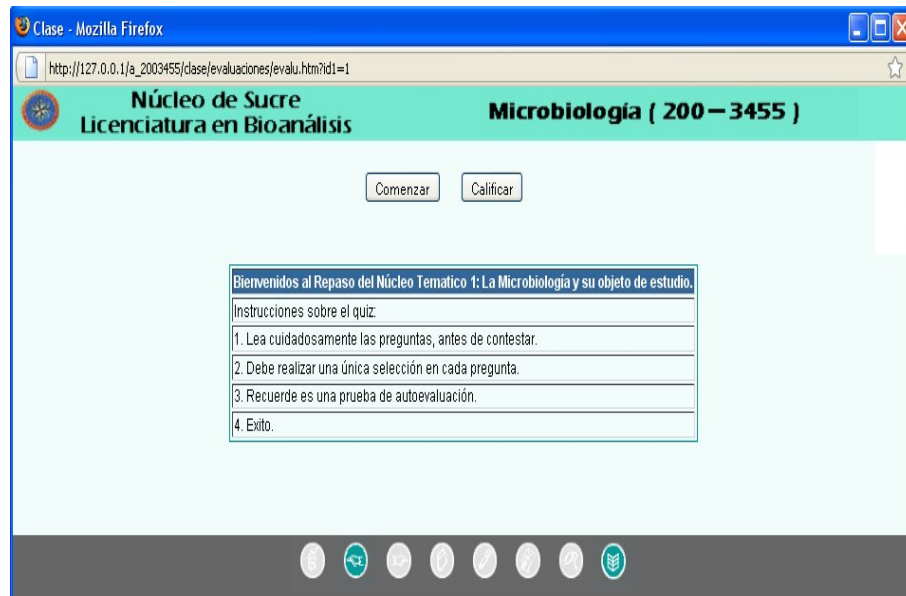 Clase - Mozilla Firefox
http://127.0.0.1/a_2003455/clase/evaluaciones/evalu.htm?id1=1
Núcleo de Sucre
Licenciatura en Bioanálisis
Microbiología ( 200 – 3455 )
Comenzar
Calificar
Bienvenidos al Repaso del Núcleo Tematico 1: La Microbiología y su objeto de estudio.
Instrucciones sobre el quiz:
1. Lea cuidadosamente las preguntas, antes de contestar.
2. Debe realizar una única selección en cada pregunta.
3. Recuerde es una prueba de autoevaluación.
4. Exito.